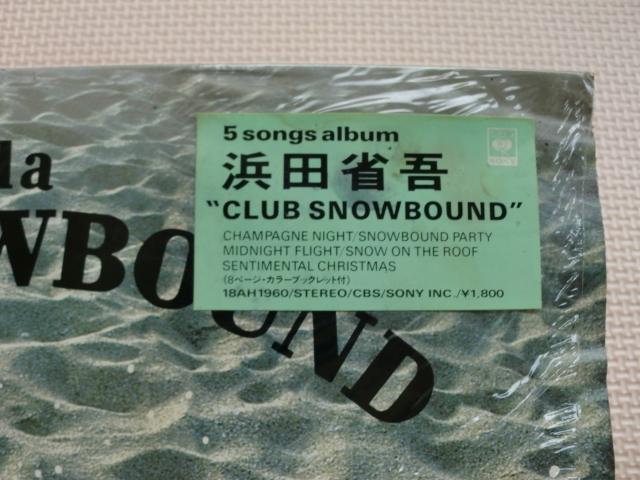 5 songs album
浜田省吾
"CLUB SNOWBOUND"
CHAMPAGNE NIGHT/SNOWBOUND PARTY
MIDNIGHT FLIGHT/SNOW ON THE ROOF
SENTIMENTAL CHRISTMAS
(8ページ・カラーブックレット付)
18AH1960/STEREO/CBS/SONY INC./¥1,800
SONY
da
WBOUND